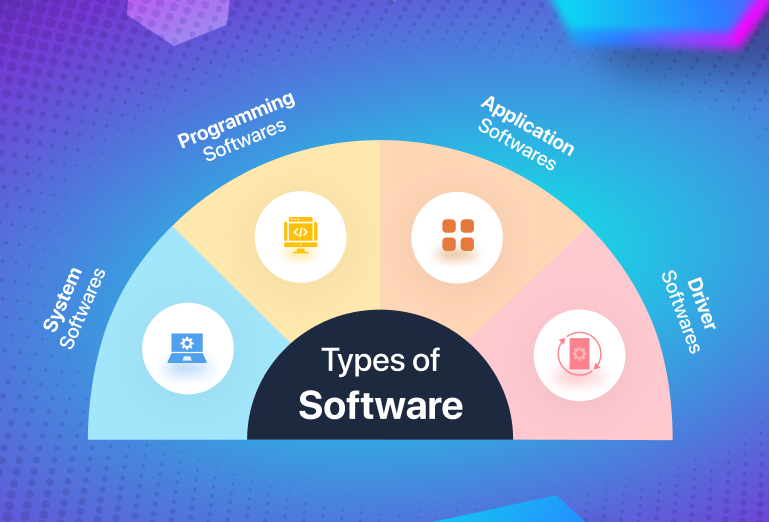 Programming
Softwares
Application
Softwares
System
Softwares
Driver
Softwares
Types of
Software